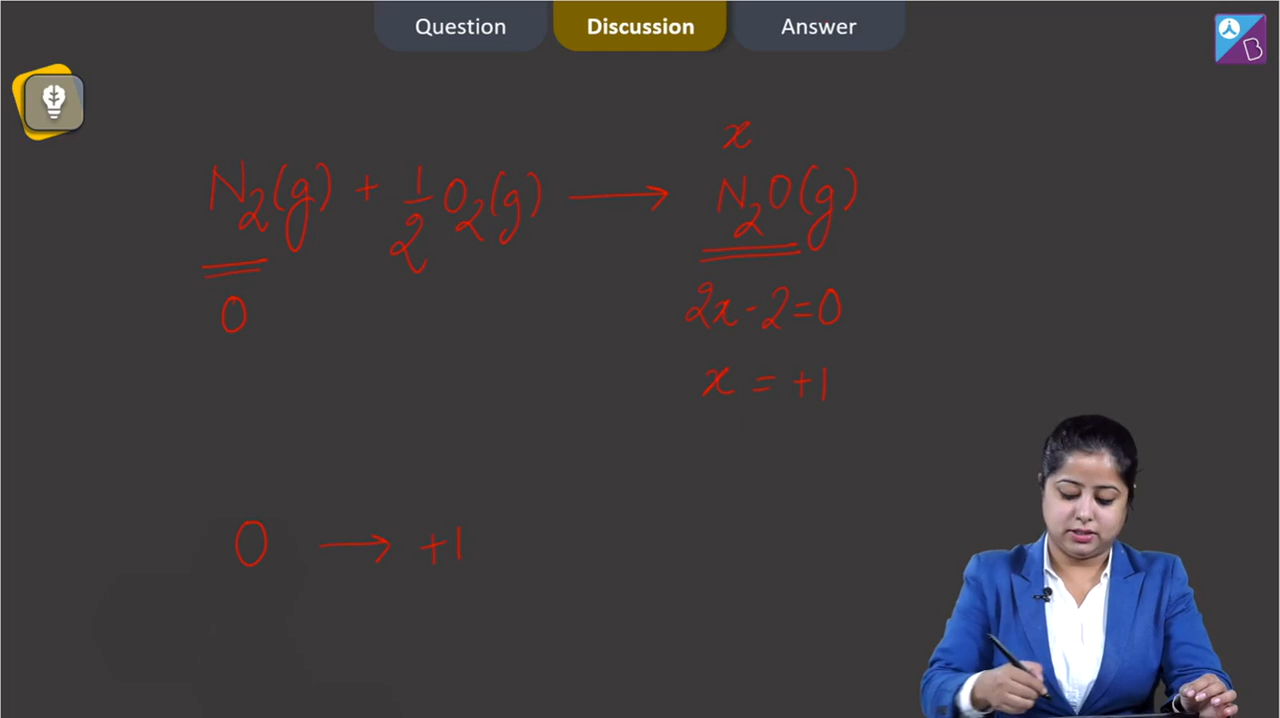 Question Discussion Answer
B
x
N₂(g) + 1/2 O₂(g) → N₂O(g)
0
2x - 2 = 0
x = +1
0 → +1